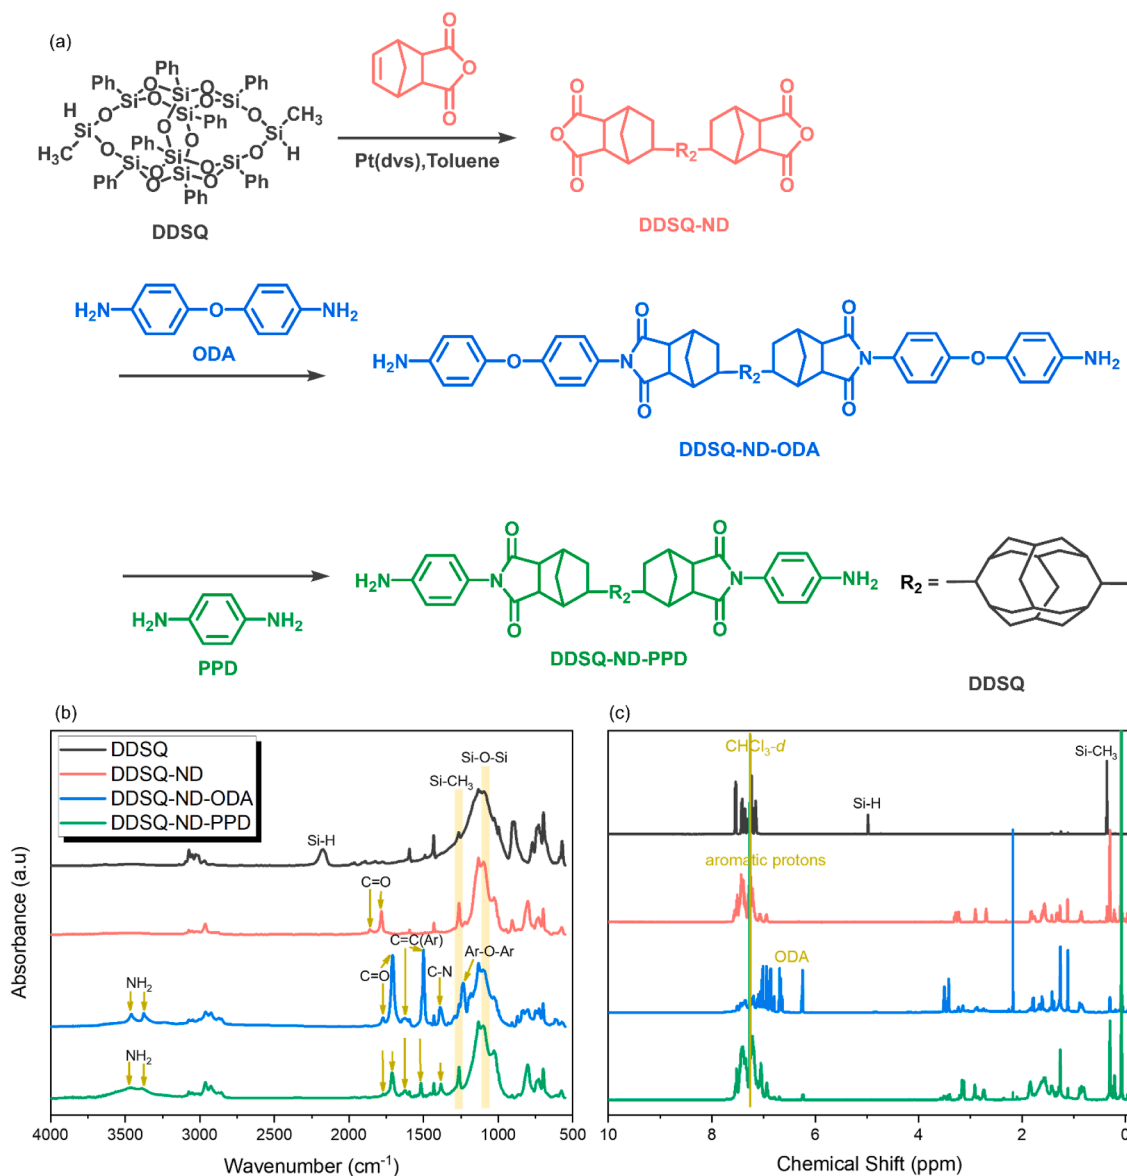 (a)
H
Ph
Si
O
Si
O
Si
Ph
Ph
O
O
Si
O
Si
O
Ph
CH₃
Si
H₃C
O
Si
O
Si
Ph
Ph
O
Si
H
Si
O
Si
O
Ph
O
Si
O
Si
Ph
Ph
DDSQ
O
O
O
Pt(dvs),Toluene
O
O
O
R₂
O
O
O
DDSQ-ND
H₂N
O
NH₂
ODA
H₂N
O
N
O
O
R₂
O
O
N
O
NH₂
DDSQ-ND-ODA
H₂N
NH₂
PPD
H₂N
N
O
O
R₂
O
O
N
NH₂
DDSQ-ND-PPD
R₂ =
DDSQ
(b)
DDSQ
DDSQ-ND
DDSQ-ND-ODA
DDSQ-ND-PPD
Si-H
Si-CH₃
Si-O-Si
C=O
C=C(Ar)
C=O
C-N
Ar-O-Ar
NH₂
NH₂
Absorbance (a.u)
4000 3500 3000 2500 2000 1500 1000 500
Wavenumber (cm⁻¹)
(c)
CHCl₃-d
Si-H
Si-CH₃
aromatic protons
ODA
10 8 6 4 2 0
Chemical Shift (ppm)